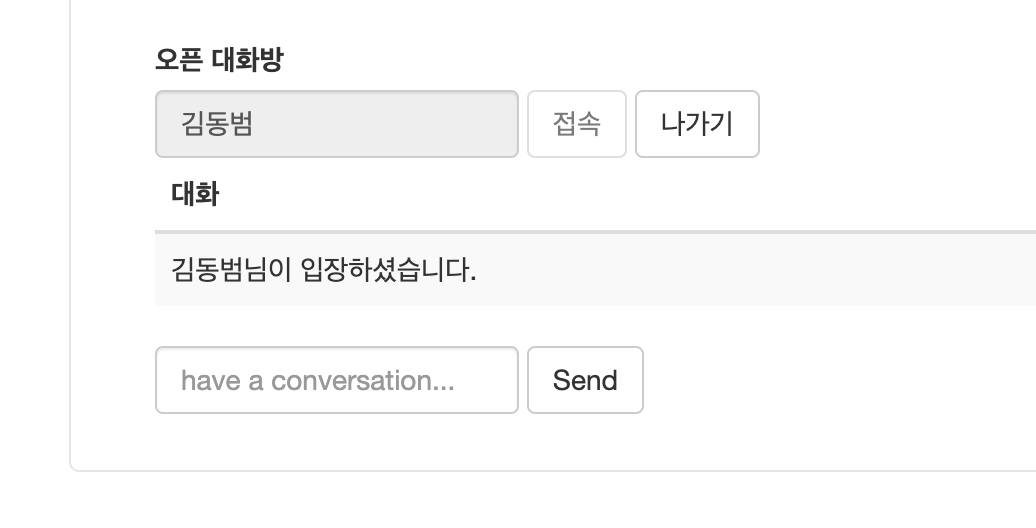 오픈 대화방
김동범 접속 나가기
대화
김동범님이 입장하셨습니다.
have a conversation... Send